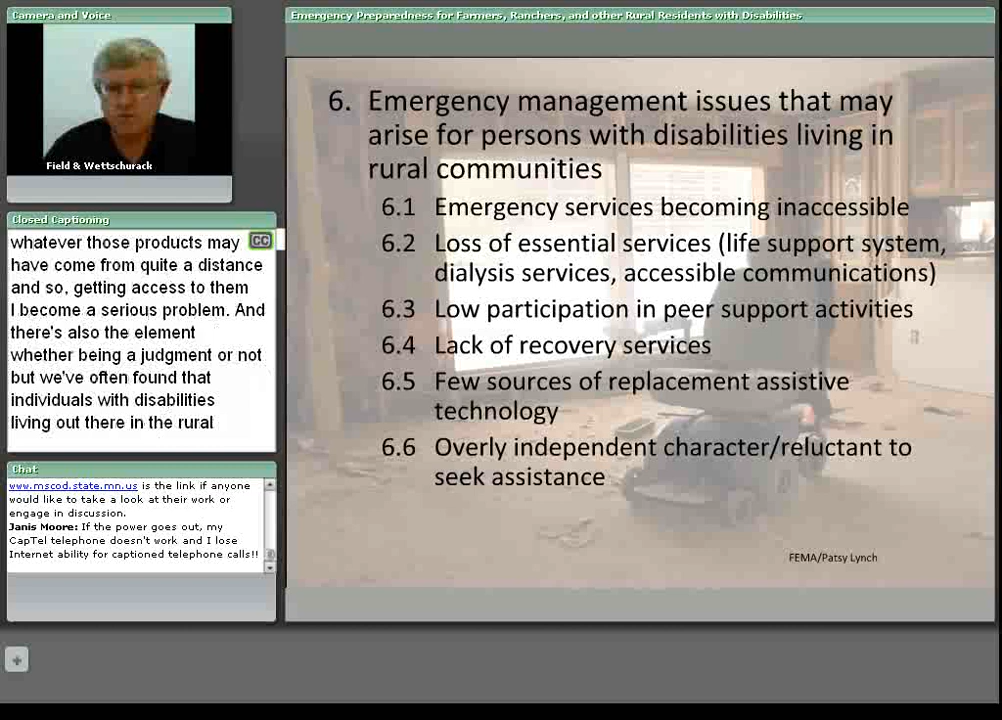 Camera and Voice
Field & Wettschurack
Closed Captioning
whatever those products may
CC
have come from quite a distance
and so, getting access to them
I become a serious problem. And
there's also the element
whether being a judgment or not
but we've often found that
individuals with disabilities
living out there in the rural
Chat
www.mscod.state.mn.us is the link if anyone
would like to take a look at their work or
engage in discussion.
Janis Moore: If the power goes out, my
CapTel telephone doesn't work and I lose
Internet ability for captioned telephone calls!!
Emergency Preparedness for Farmers, Ranchers, and other Rural Residents with Disabilities
6. Emergency management issues that may
arise for persons with disabilities living in
rural communities
6.1 Emergency services becoming inaccessible
6.2 Loss of essential services (life support system,
dialysis services, accessible communications)
6.3 Low participation in peer support activities
6.4 Lack of recovery services
6.5 Few sources of replacement assistive
technology
6.6 Overly independent character/reluctant to
seek assistance
FEMA/Patsy Lynch